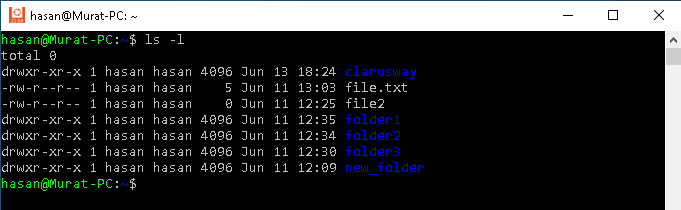 hasan@Murat-PC: ~
hasan@Murat-PC:~$ ls -l
total 0
drwxr-xr-x 1 hasan hasan 4096 Jun 13 18:24 clarusway
-rw-r--r-- 1 hasan hasan    5 Jun 11 13:03 file.txt
-rw-r--r-- 1 hasan hasan    0 Jun 11 12:25 file2
drwxr-xr-x 1 hasan hasan 4096 Jun 11 12:35 folder1
drwxr-xr-x 1 hasan hasan 4096 Jun 11 12:34 folder2
drwxr-xr-x 1 hasan hasan 4096 Jun 11 12:30 folder3
drwxr-xr-x 1 hasan hasan 4096 Jun 11 12:09 new_folder
hasan@Murat-PC:~$